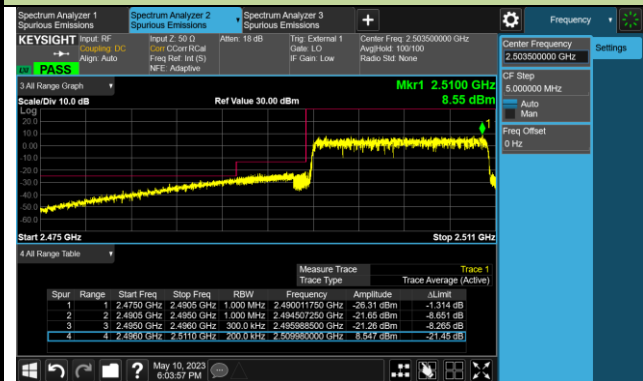 Spectrum Analyzer 1
Spurious Emissions
Spectrum Analyzer 2
Spurious Emissions
Spectrum Analyzer 3
Spurious Emissions
+
Frequency
KEYSIGHT
Input: RF
Coupling: DC
Align: Auto
Input Z: 50 Ω
Corr CCorr RCal
Freq Ref: Int (S)
NFE: Adaptive
Atten: 18 dB
Trig: External 1
Gate: LO
IF Gain: Low
Center Freq: 2.503500000 GHz
Avg|Hold: 100/100
Radio Std: None
PASS
Center Frequency
2.503500000 GHz
Settings
CF Step
5.000000 MHz
Auto
Man
Freq Offset
0 Hz
3 All Range Graph
Mkr1 2.5100 GHz
8.55 dBm
Scale/Div 10.0 dB
Ref Value 30.00 dBm
Log
20.0
10.0
0.00
-10.0
-20.0
-30.0
-40.0
-50.0
-60.0
1
Start 2.475 GHz
Stop 2.511 GHz
4 All Range Table
Measure Trace Trace 1
Trace Type Trace Average (Active)
Spur Range Start Freq Stop Freq RBW Frequency Amplitude ΔLimit
1 1 2.4750 GHz 2.4905 GHz 1.000 MHz 2.490011750 GHz -26.31 dBm -1.314 dB
2 2 2.4905 GHz 2.4950 GHz 1.000 MHz 2.494507250 GHz -21.65 dBm -8.651 dB
3 3 2.4950 GHz 2.4960 GHz 300.0 kHz 2.495988500 GHz -21.26 dBm -8.265 dB
4 4 2.4960 GHz 2.5110 GHz 200.0 kHz 2.509980000 GHz 8.547 dBm -21.45 dB
?
May 10, 2023
6:03:57 PM